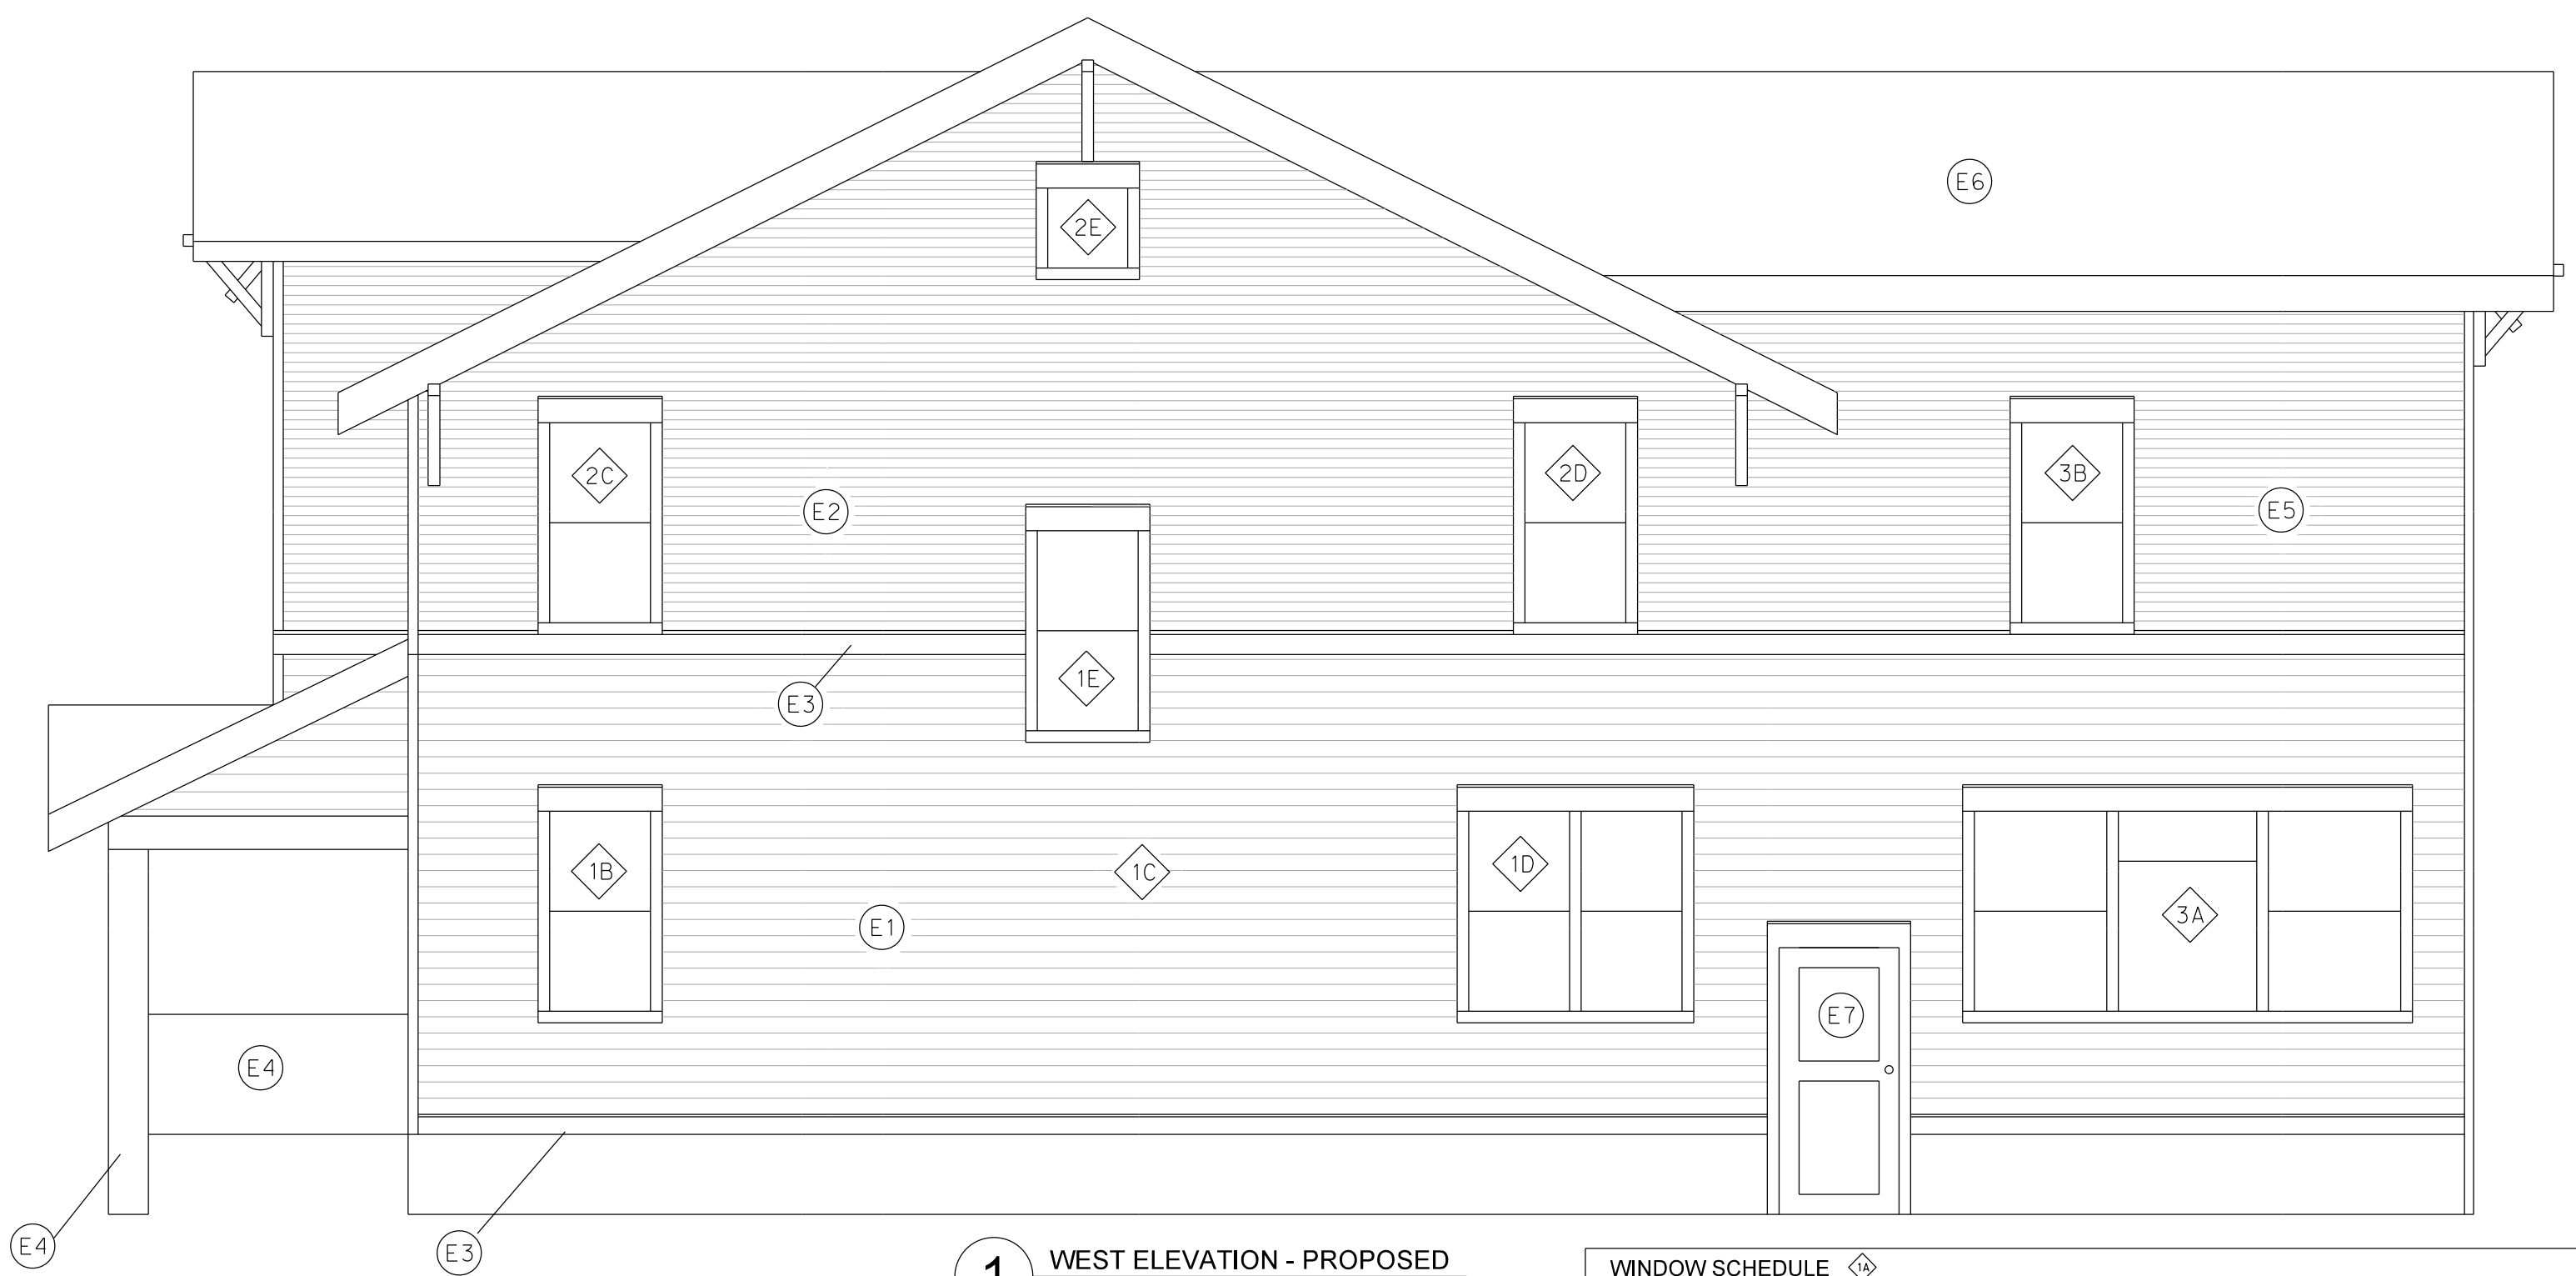 E6
2E
2C
2D
3B
E2
E5
1E
E3
1B
1C
1D
E1
3A
E7
E4
E4
E3
1 WEST ELEVATION - PROPOSED
WINDOW SCHEDULE 1A